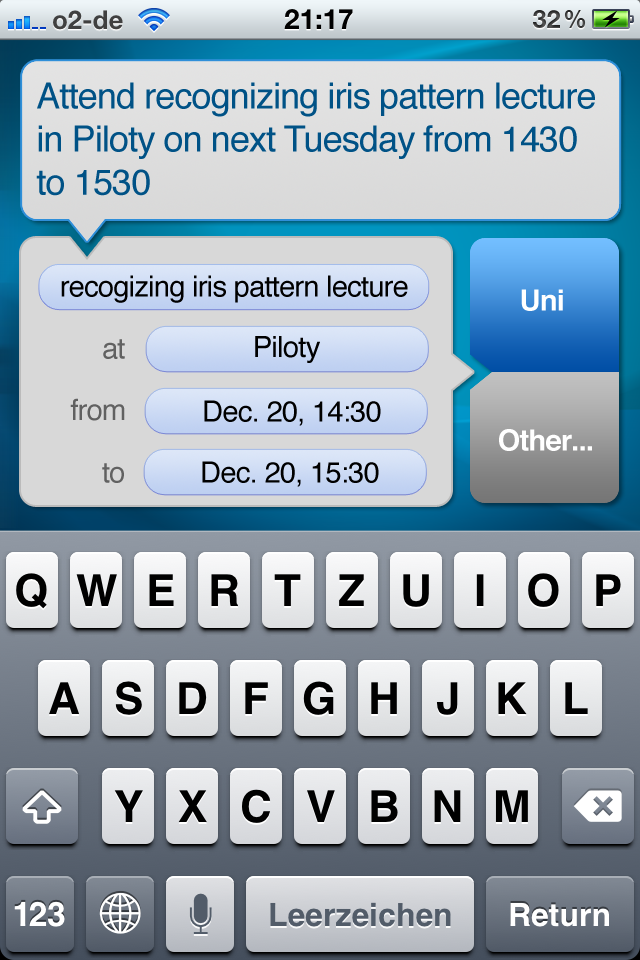 o2-de 21:17 32%
Attend recognizing iris pattern lecture
in Piloty on next Tuesday from 1430
to 1530
recogizing iris pattern lecture
at Piloty
from Dec. 20, 14:30
to Dec. 20, 15:30
Uni
Other...
Q W E R T Z U I O P
A S D F G H J K L
Y X C V B N M
123 Leerzeichen Return